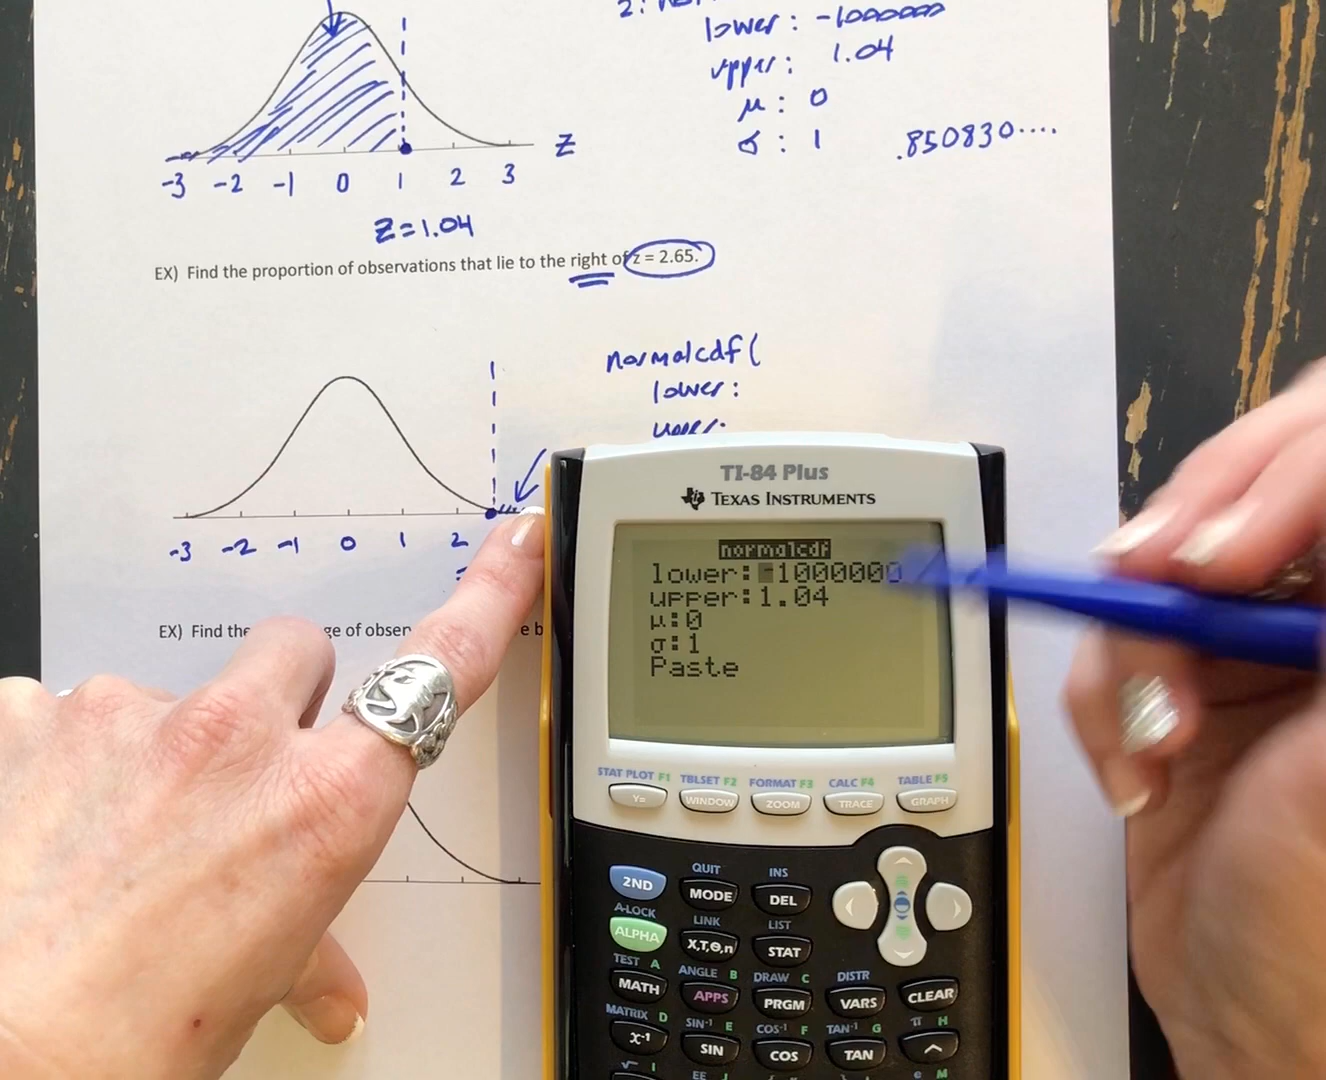 2:
lower: -1000000
upper: 1.04
μ: 0
σ: 1
.850830....
Z
-3 -2 -1 0 1 2 3
Z=1.04
EX) Find the proportion of observations that lie to the right of z = 2.65.
normalcdf(
lower:
upper:
-3 -2 -1 0 1 2
EX) Find the ge of obser e b
TI-84 Plus
TEXAS INSTRUMENTS
normalcdf
lower:-1000000
upper:1.04
μ:0
σ:1
Paste
STAT PLOT F1 TBLSET F2 FORMAT F3 CALC F4 TABLE F5
Y= WINDOW ZOOM TRACE GRAPH
QUIT INS
2ND MODE DEL
A-LOCK LINK LIST
ALPHA X,T,Θ,n STAT
TEST A ANGLE B DRAW C DISTR
MATH APPS PRGM VARS CLEAR
MATRIX D SIN⁻¹ E COS⁻¹ F TAN⁻¹ G π H
x⁻¹ SIN COS TAN ^
√ I EE J e M